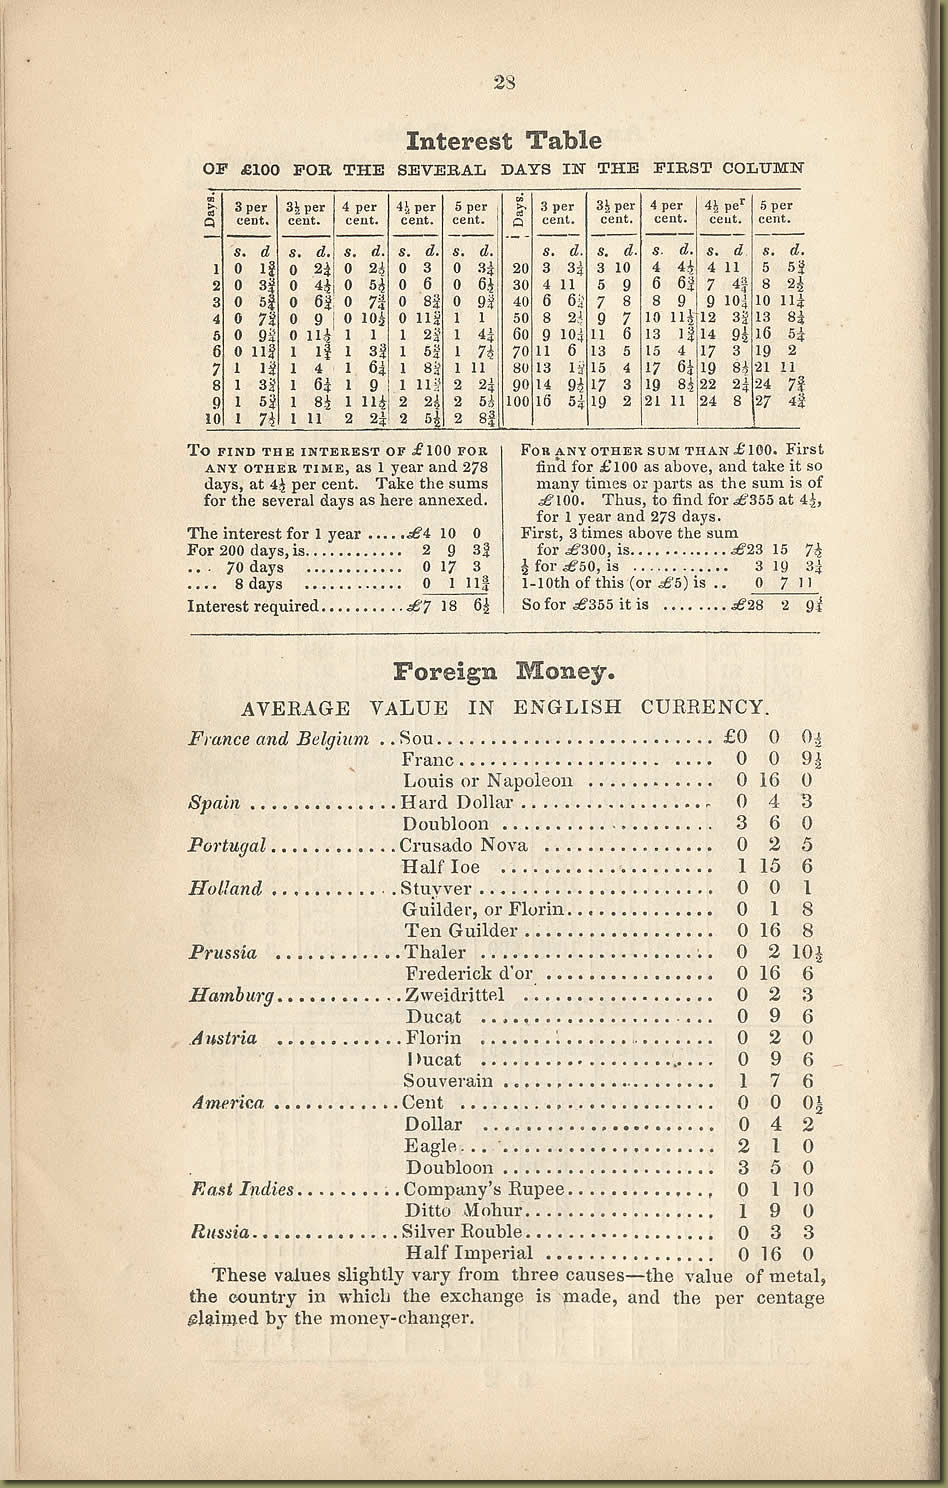 28
Interest Table
OF £100 FOR THE SEVERAL DAYS IN THE FIRST COLUMN
Days. 3 per cent. 3½ per cent. 4 per cent. 4½ per cent. 5 per cent. Days. 3 per cent. 3½ per cent. 4 per cent. 4½ per cent. 5 per cent.
s. d. s. d. s. d. s. d. s. d. s. d. s. d. s. d. s. d s. d.
1 0 1¾ 0 2¼ 0 2½ 0 3 0 3¼ 20 3 3¼ 3 10 4 4½ 4 11 5 5¾
2 0 3¾ 0 4½ 0 5½ 0 6 0 6½ 30 4 11 5 9 6 6¾ 7 4¾ 8 2½
3 0 5¾ 0 6¾ 0 7¾ 0 8¾ 0 9¾ 40 6 6¾ 7 8 8 9 9 10¼ 10 11¼
4 0 7¾ 0 9 0 10½ 0 11¾ 1 1 50 8 2½ 9 7 10 11½ 12 3¾ 13 8¼
5 0 9¾ 0 11½ 1 1 1 2¾ 1 4¼ 60 9 10¼ 11 6 13 1¾ 14 9½ 16 5¼
6 0 11¾ 1 1¾ 1 3¾ 1 5¾ 1 7½ 70 11 6 13 5 15 4 17 3 19 2
7 1 1¾ 1 4 1 6¼ 1 8¾ 1 11 80 13 1¾ 15 4 17 6¼ 19 8½ 21 11
8 1 3¾ 1 6¼ 1 9 1 11¾ 2 2¼ 90 14 9½ 17 3 19 8½ 22 2¼ 24 7¾
9 1 5¾ 1 8½ 1 11½ 2 2½ 2 5½ 100 16 5¼ 19 2 21 11 24 8 27 4¾
10 1 7½ 1 11 2 2¼ 2 5½ 2 8¾
TO FIND THE INTEREST OF £100 FOR
ANY OTHER TIME, as 1 year and 278
days, at 4½ per cent. Take the sums
for the several days as here annexed.
The interest for 1 year .....£4 10 0
For 200 days, is............ 2 9 3¾
.. . 70 days ............ 0 17 3
.... 8 days ............ 0 1 11¾
Interest required..........£7 18 6½
FOR ANY OTHER SUM THAN £100. First
find for £100 as above, and take it so
many times or parts as the sum is of
£100. Thus, to find for £355 at 4½,
for 1 year and 278 days.
First, 3 times above the sum
for £300, is............£23 15 7½
½ for £50, is ............ 3 19 3¼
1-10th of this (or £5) is .. 0 7 11
So for £355 it is ........£28 2 9¾
Foreign Money.
AVERAGE VALUE IN ENGLISH CURRENCY.
France and Belgium ..Sou.......................... £0 0 0½
Franc................... .... 0 0 9½
Louis or Napoleon ............ 0 16 0
Spain ..............Hard Dollar.................. 0 4 3
Doubloon .................... 3 6 0
Portugal............Crusado Nova ................ 0 2 5
Half Ioe .................... 1 15 6
Holland ............Stuyver...................... 0 0 1
Guilder, or Florin.............. 0 1 8
Ten Guilder.................. 0 16 8
Prussia ............Thaler ...................... 0 2 10½
Frederick d'or ................ 0 16 6
Hamburg............Zweidrittel .................. 0 2 3
Ducat ...................... 0 9 6
Austria ............Florin ...................... 0 2 0
Ducat ...................... 0 9 6
Souverain .................... 1 7 6
America ............Cent ........................ 0 0 0½
Dollar ...................... 0 4 2
Eagle........................ 2 1 0
Doubloon .................... 3 5 0
East Indies..........Company's Rupee.............. 0 1 10
Ditto Mohur.................. 1 9 0
Russia..............Silver Rouble.................. 0 3 3
Half Imperial ................ 0 16 0
These values slightly vary from three causes—the value of metal,
the country in which the exchange is made, and the per centage
claimed by the money-changer.